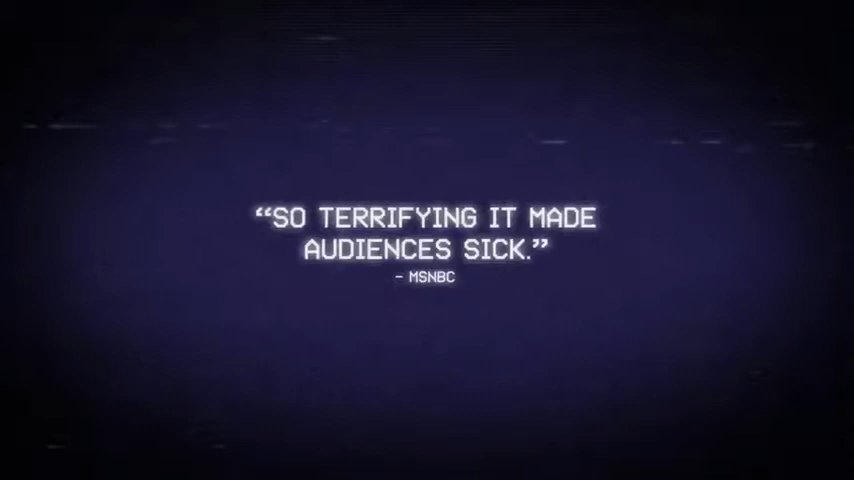 “SO TERRIFYING IT MADE
AUDIENCES SICK.”
– MSNBC